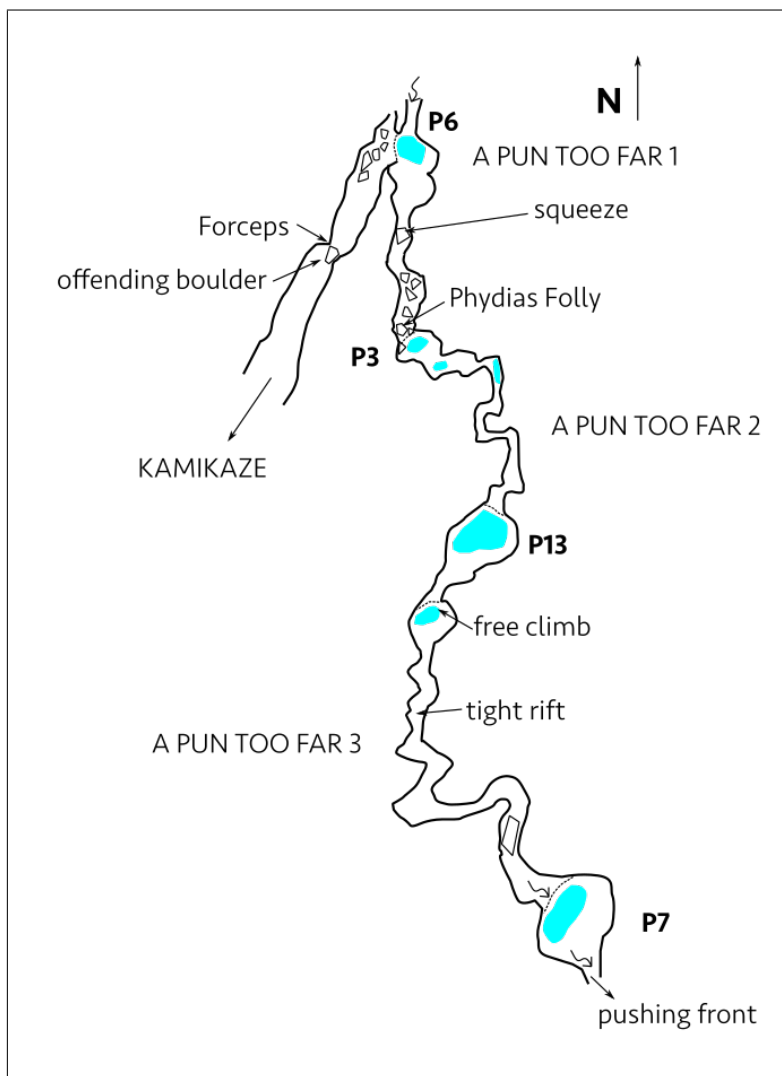 N
P6
A PUN TOO FAR 1
squeeze
Forceps
offending boulder
Phydias Folly
P3
A PUN TOO FAR 2
KAMIKAZE
P13
free climb
tight rift
A PUN TOO FAR 3
P7
pushing front